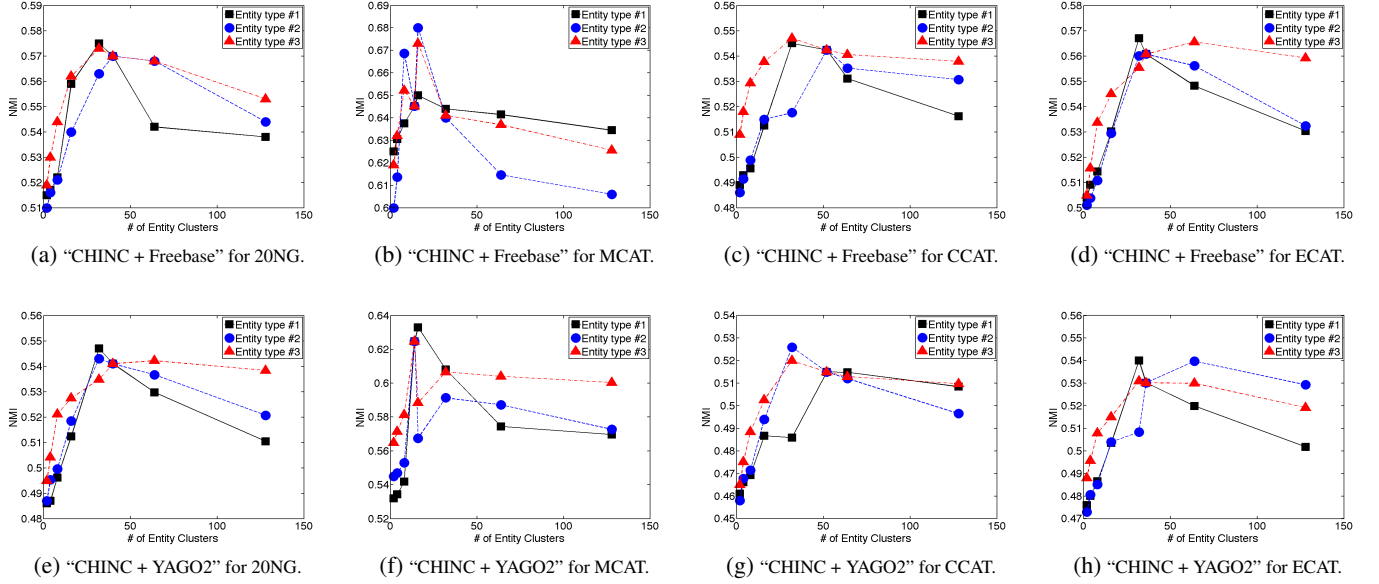 0.59
0.58
0.57
0.56
0.55
0.54
0.53
0.52
0.51
NMI
0 50 100 150
# of Entity Clusters
Entity type #1
Entity type #2
Entity type #3
(a) “CHINC + Freebase” for 20NG.
0.69
0.68
0.67
0.66
0.65
0.64
0.63
0.62
0.61
0.60
NMI
0 50 100 150
# of Entity Clusters
Entity type #1
Entity type #2
Entity type #3
(b) “CHINC + Freebase” for MCAT.
0.56
0.55
0.54
0.53
0.52
0.51
0.5
0.49
0.48
NMI
0 50 100 150
# of Entity Clusters
Entity type #1
Entity type #2
Entity type #3
(c) “CHINC + Freebase” for CCAT.
0.58
0.57
0.56
0.55
0.54
0.53
0.52
0.51
0.5
NMI
0 50 100 150
# of Entity Clusters
Entity type #1
Entity type #2
Entity type #3
(d) “CHINC + Freebase” for ECAT.
0.56
0.55
0.54
0.53
0.52
0.51
0.5
0.49
0.48
NMI
0 50 100 150
# of Entity Clusters
Entity type #1
Entity type #2
Entity type #3
(e) “CHINC + YAGO2” for 20NG.
0.64
0.62
0.6
0.58
0.56
0.54
0.52
NMI
0 50 100 150
# of Entity Clusters
Entity type #1
Entity type #2
Entity type #3
(f) “CHINC + YAGO2” for MCAT.
0.54
0.53
0.52
0.51
0.5
0.49
0.48
0.47
0.46
0.45
NMI
0 50 100 150
# of Entity Clusters
Entity type #1
Entity type #2
Entity type #3
(g) “CHINC + YAGO2” for CCAT.
0.56
0.55
0.54
0.53
0.52
0.51
0.5
0.49
0.48
0.47
NMI
0 50 100 150
# of Entity Clusters
Entity type #1
Entity type #2
Entity type #3
(h) “CHINC + YAGO2” for ECAT.